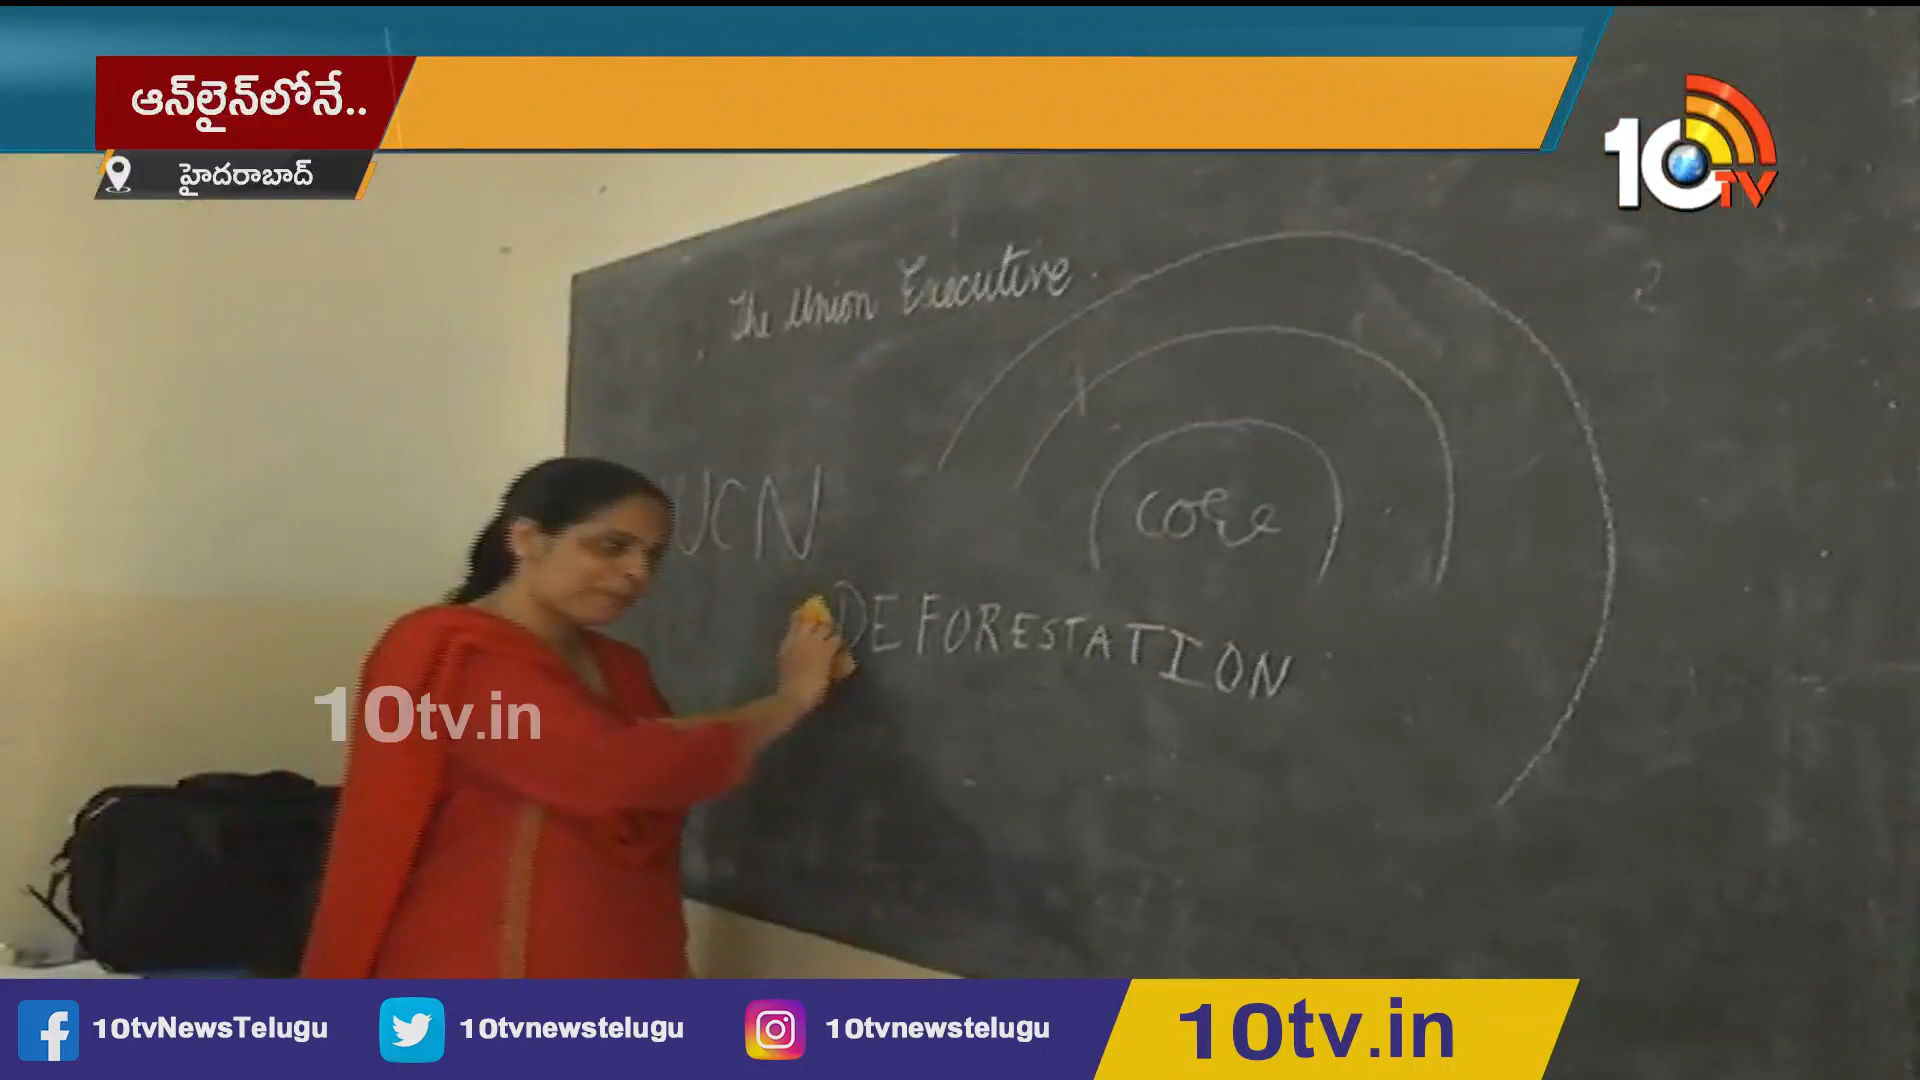 ఆన్‌లైన్‌లోనే..
హైదరాబాద్
10TV
The Union Executive
UCN
core
DEFORESTATION
10tv.in
10tvNewsTelugu
10tvnewstelugu
10tvnewstelugu
10tv.in